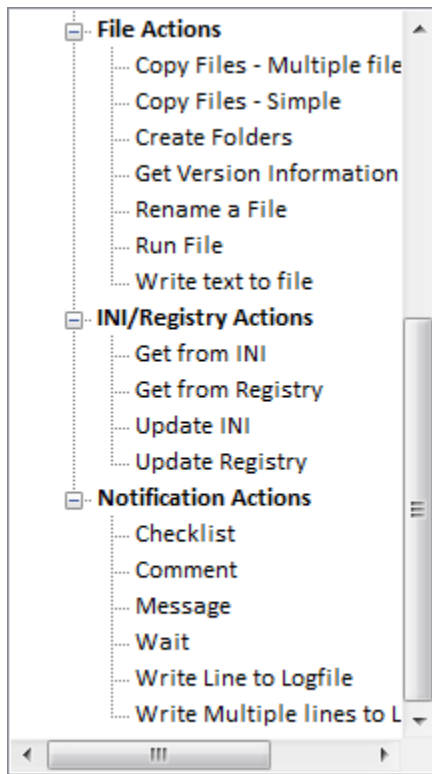 File Actions
Copy Files - Multiple file
Copy Files - Simple
Create Folders
Get Version Information
Rename a File
Run File
Write text to file
INI/Registry Actions
Get from INI
Get from Registry
Update INI
Update Registry
Notification Actions
Checklist
Comment
Message
Wait
Write Line to Logfile
Write Multiple lines to L